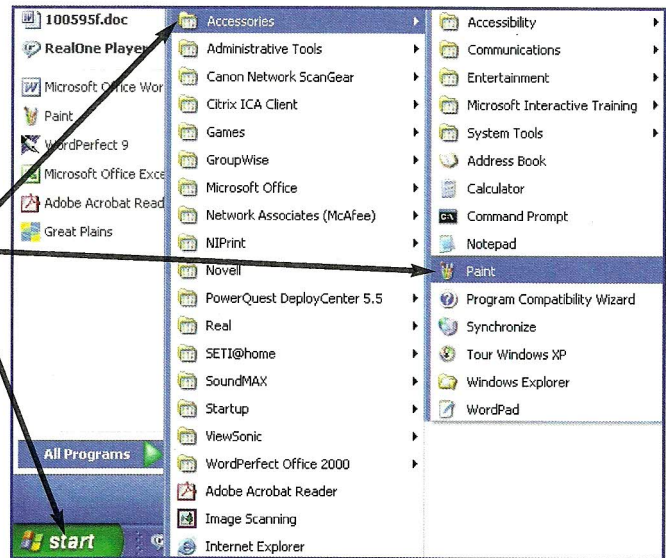 100595f.doc
RealOne Player
Microsoft Office Wor
Paint
WordPerfect 9
Microsoft Office Exce
Adobe Acrobat Read
Great Plains
All Programs
start
Accessories
Administrative Tools
Canon Network ScanGear
Citrix ICA Client
Games
GroupWise
Microsoft Office
Network Associates (McAfee)
NIPrint
Novell
PowerQuest DeployCenter 5.5
Real
SETI@home
SoundMAX
Startup
ViewSonic
WordPerfect Office 2000
Adobe Acrobat Reader
Image Scanning
Internet Explorer
Accessibility
Communications
Entertainment
Microsoft Interactive Training
System Tools
Address Book
Calculator
Command Prompt
Notepad
Paint
Program Compatibility Wizard
Synchronize
Tour Windows XP
Windows Explorer
WordPad